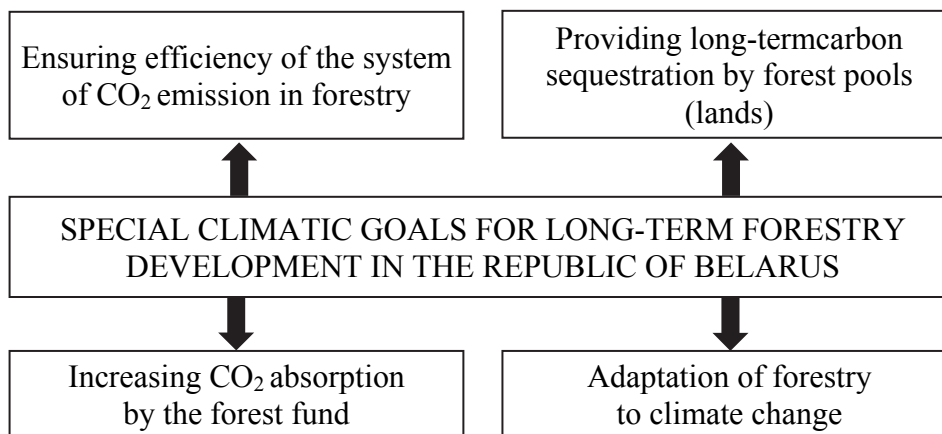 Ensuring efficiency of the system
of CO₂ emission in forestry
Providing long-termcarbon
sequestration by forest pools
(lands)
SPECIAL CLIMATIC GOALS FOR LONG-TERM FORESTRY
DEVELOPMENT IN THE REPUBLIC OF BELARUS
Increasing CO₂ absorption
by the forest fund
Adaptation of forestry
to climate change